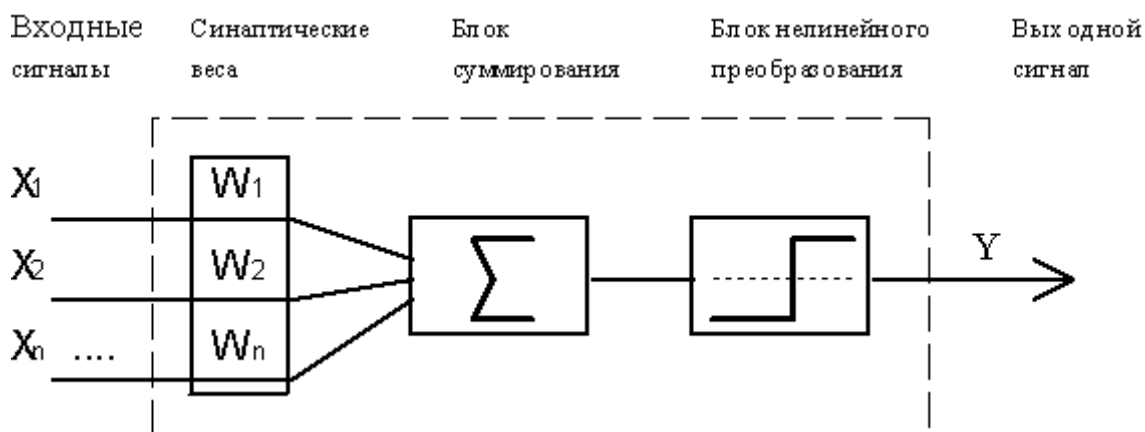 Входные Синаптические Блок Блок нелинейного Выходной
сигналы веса суммирования преобразования сигнал
X1 W1
X2 W2 Σ Y
Xn .... Wn